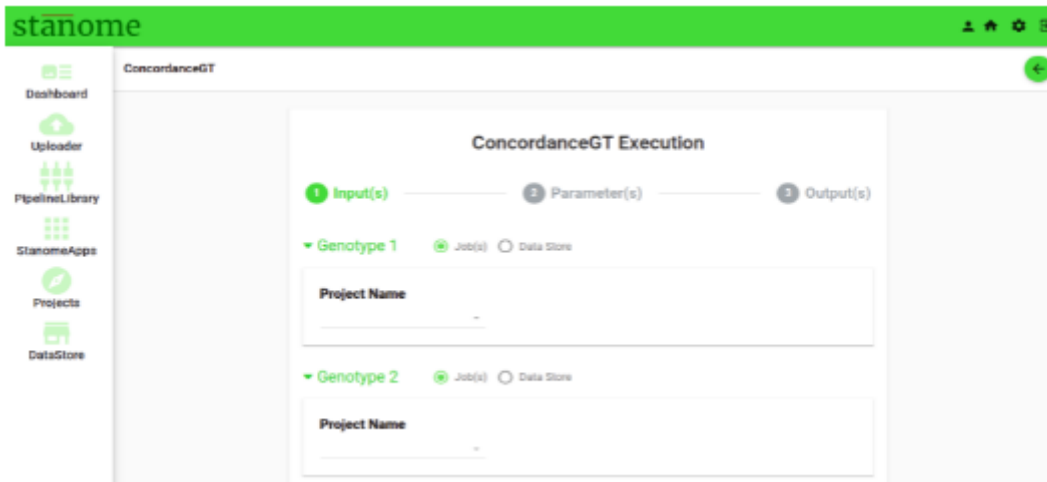 stanome
ConcordanceGT
Dashboard
Uploader
PipelineLibrary
StanomeApps
Projects
DataStore
ConcordanceGT Execution
1 Input(s) 2 Parameter(s) 3 Output(s)
Genotype 1 Job(s) Data Store
Project Name
Genotype 2 Job(s) Data Store
Project Name